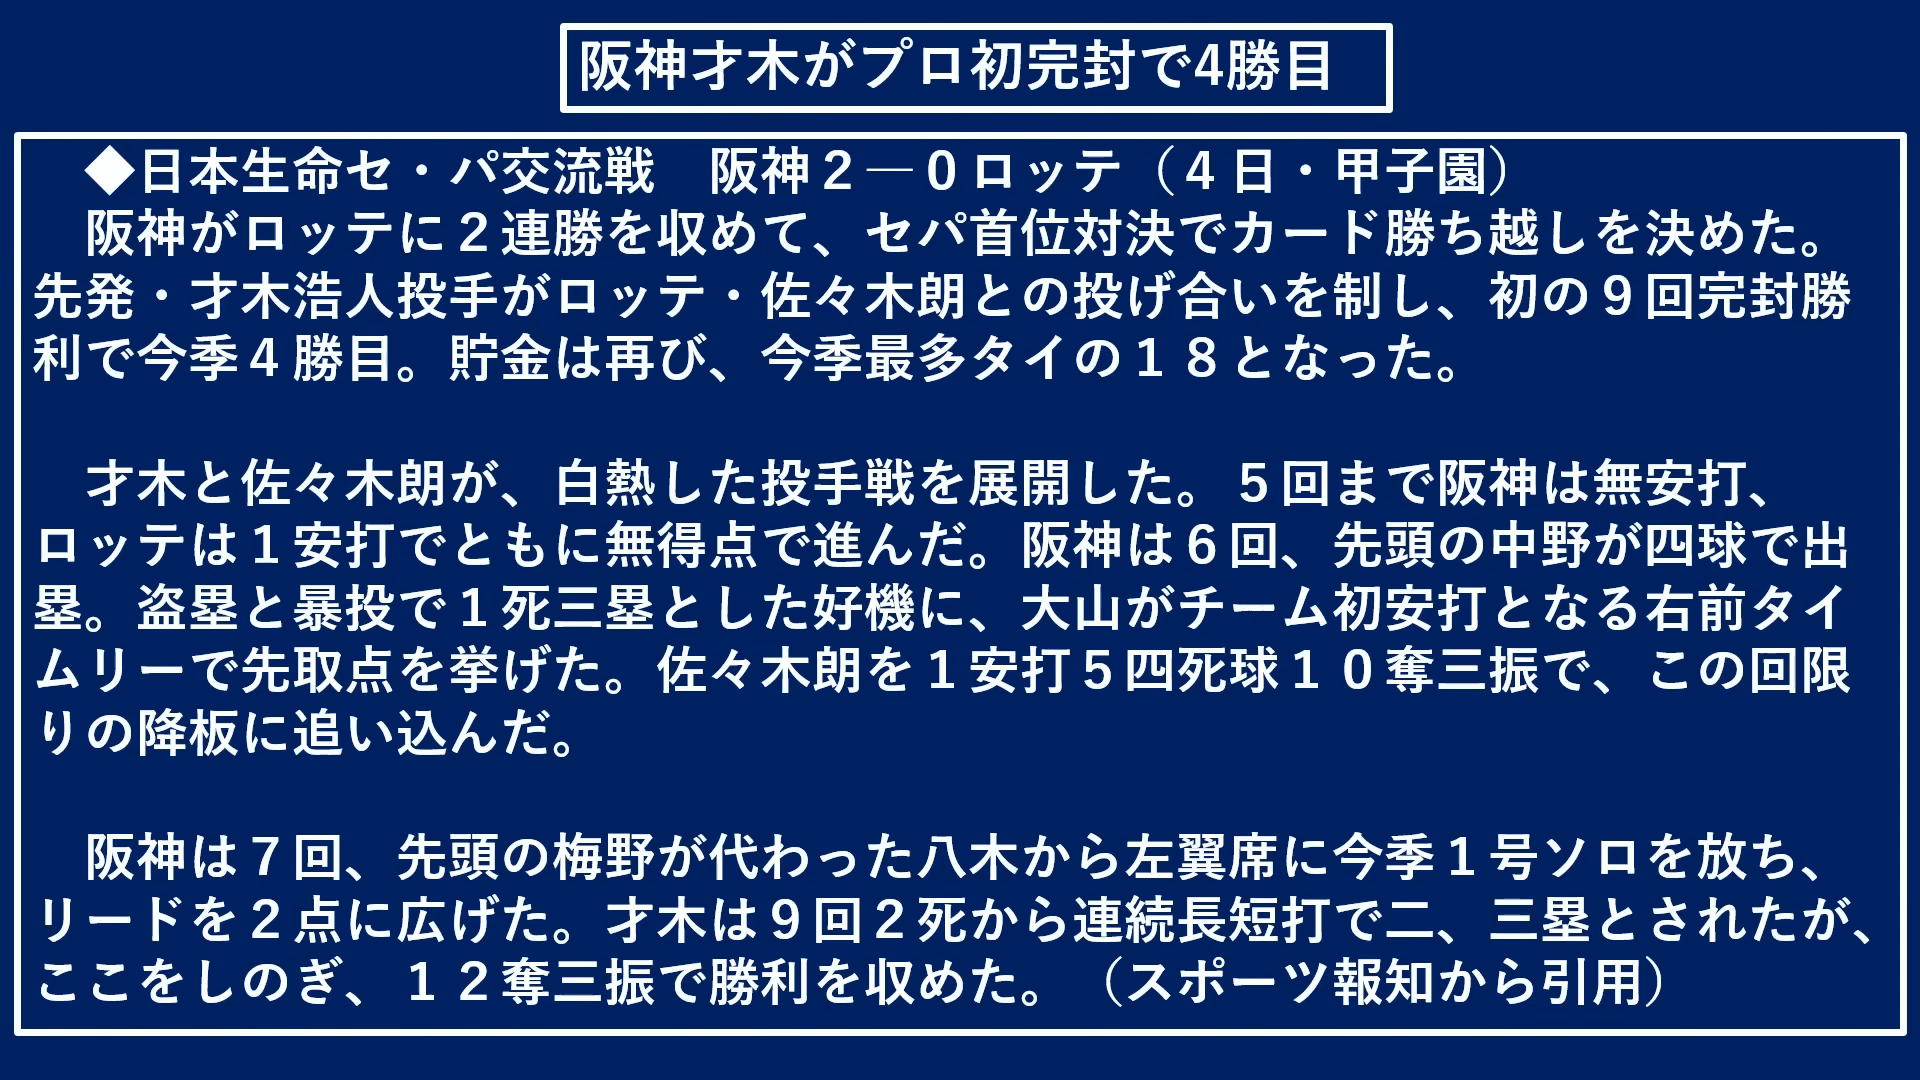 阪神才木がプロ初完封で4勝目
◆日本生命セ・パ交流戦　阪神２―０ロッテ（４日・甲子園）
阪神がロッテに２連勝を収めて、セパ首位対決でカード勝ち越しを決めた。
先発・才木浩人投手がロッテ・佐々木朗との投げ合いを制し、初の９回完封勝
利で今季４勝目。貯金は再び、今季最多タイの１８となった。
才木と佐々木朗が、白熱した投手戦を展開した。５回まで阪神は無安打、
ロッテは１安打でともに無得点で進んだ。阪神は６回、先頭の中野が四球で出
塁。盗塁と暴投で１死三塁とした好機に、大山がチーム初安打となる右前タイ
ムリーで先取点を挙げた。佐々木朗を１安打５四死球１０奪三振で、この回限
りの降板に追い込んだ。
阪神は７回、先頭の梅野が代わった八木から左翼席に今季１号ソロを放ち、
リードを２点に広げた。才木は９回２死から連続長短打で二、三塁とされたが、
ここをしのぎ、１２奪三振で勝利を収めた。（スポーツ報知から引用）